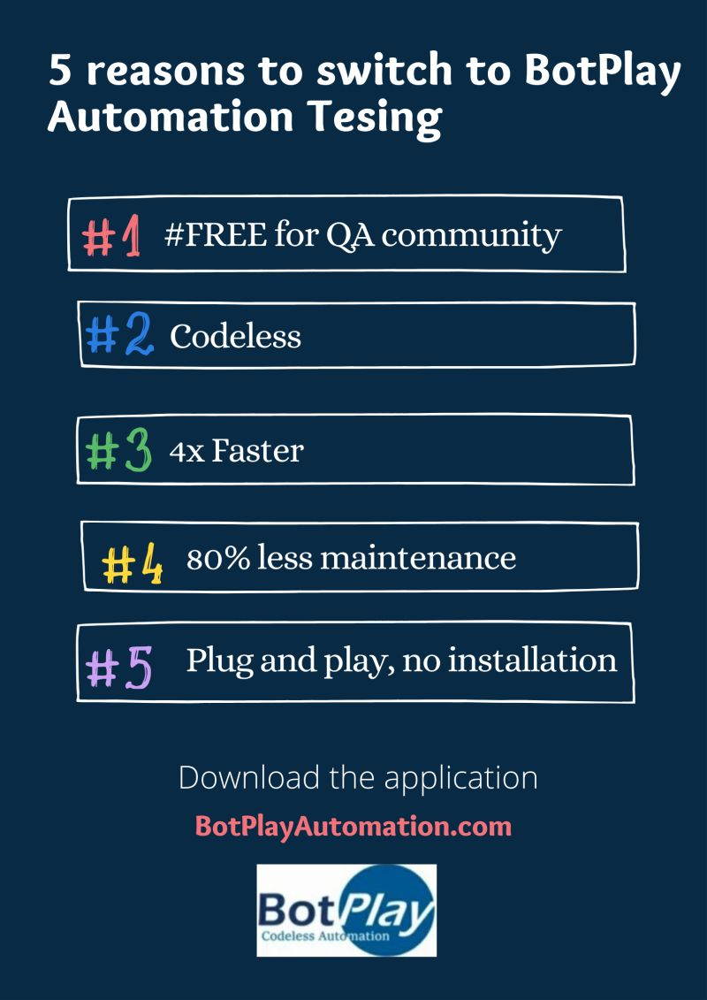 5 reasons to switch to BotPlay
Automation Tesing
#1 #FREE for QA community
#2 Codeless
#3 4x Faster
#4 80% less maintenance
#5 Plug and play, no installation
Download the application
BotPlayAutomation.com
BotPlay
Codeless Automation